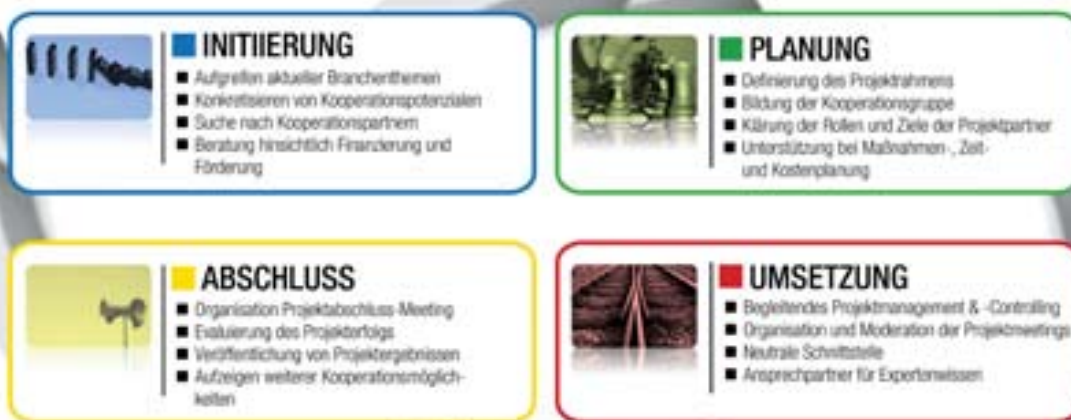 INITIIERUNG
■ Aufgreifen aktueller Branchenthemen
■ Konkretisieren von Kooperationspotenzialen
■ Suche nach Kooperationspartnern
■ Beratung hinsichtlich Finanzierung und
Förderung
PLANUNG
■ Definierung des Projektrahmens
■ Bildung der Kooperationsgruppe
■ Klärung der Rollen und Ziele der Projektpartner
■ Unterstützung bei Maßnahmen-, Zeit-
und Kostenplanung
ABSCHLUSS
■ Organisation Projektabschluss-Meeting
■ Evaluierung des Projekterfolgs
■ Veröffentlichung von Projektergebnissen
■ Aufzeigen weiterer Kooperationsmöglich-
keiten
UMSETZUNG
■ Begleitendes Projektmanagement & -Controlling
■ Organisation und Moderation der Projektmeetings
■ Neutrale Schnittstelle
■ Ansprechpartner für Expertenwissen